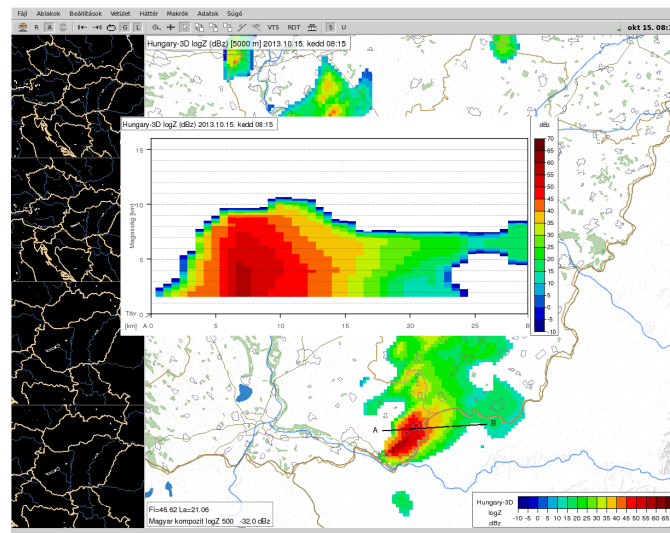 Fájl Ablakok Beállítások Vetület Háttér Makrók Adatok Súgó
R A G L VTS RDT S U okt 15. 08:
Hungary-3D logZ (dBz) [5000 m] 2013.10.15. kedd 08:15
Hungary-3D logZ (dBz) 2013.10.15. kedd 08:15
dBz
15
10
5
0
Magasság [km]
Táv
[km] A 0 5 10 15 20 25 B
70
65
60
55
50
45
40
35
30
25
20
15
10
5
0
-5
-10
A B
Fi=46.62 La=21.06
Magyar kompozit logZ 500 -32.0 dBz
Hungary-3D
logZ
dBz
-10 -5 0 5 10 15 20 25 30 35 40 45 50 55 60 65